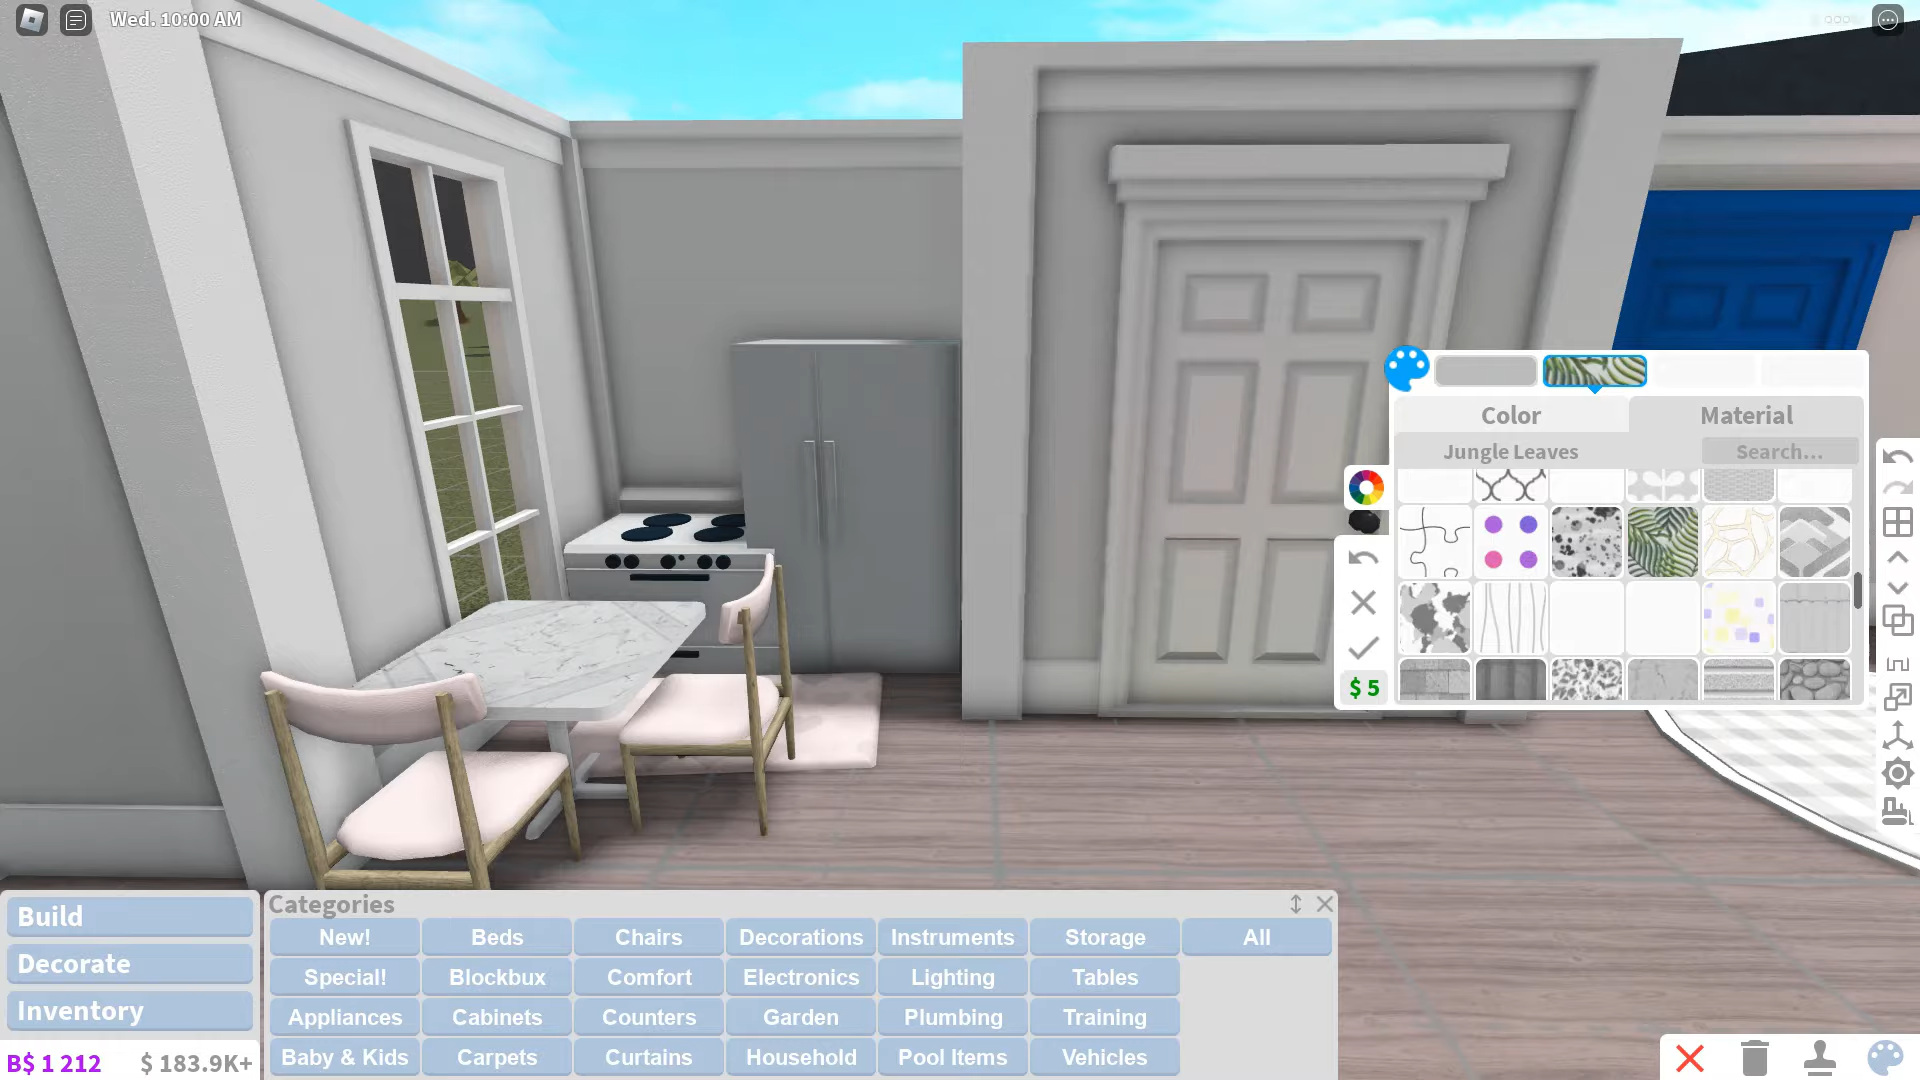 Wed. 10:00 AM
Color Material
Jungle Leaves Search...
$ 5
Build
Decorate
Inventory
B$ 1 212 $ 183.9K+
Categories
New! Beds Chairs Decorations Instruments Storage All
Special! Blockbux Comfort Electronics Lighting Tables
Appliances Cabinets Counters Garden Plumbing Training
Baby & Kids Carpets Curtains Household Pool Items Vehicles